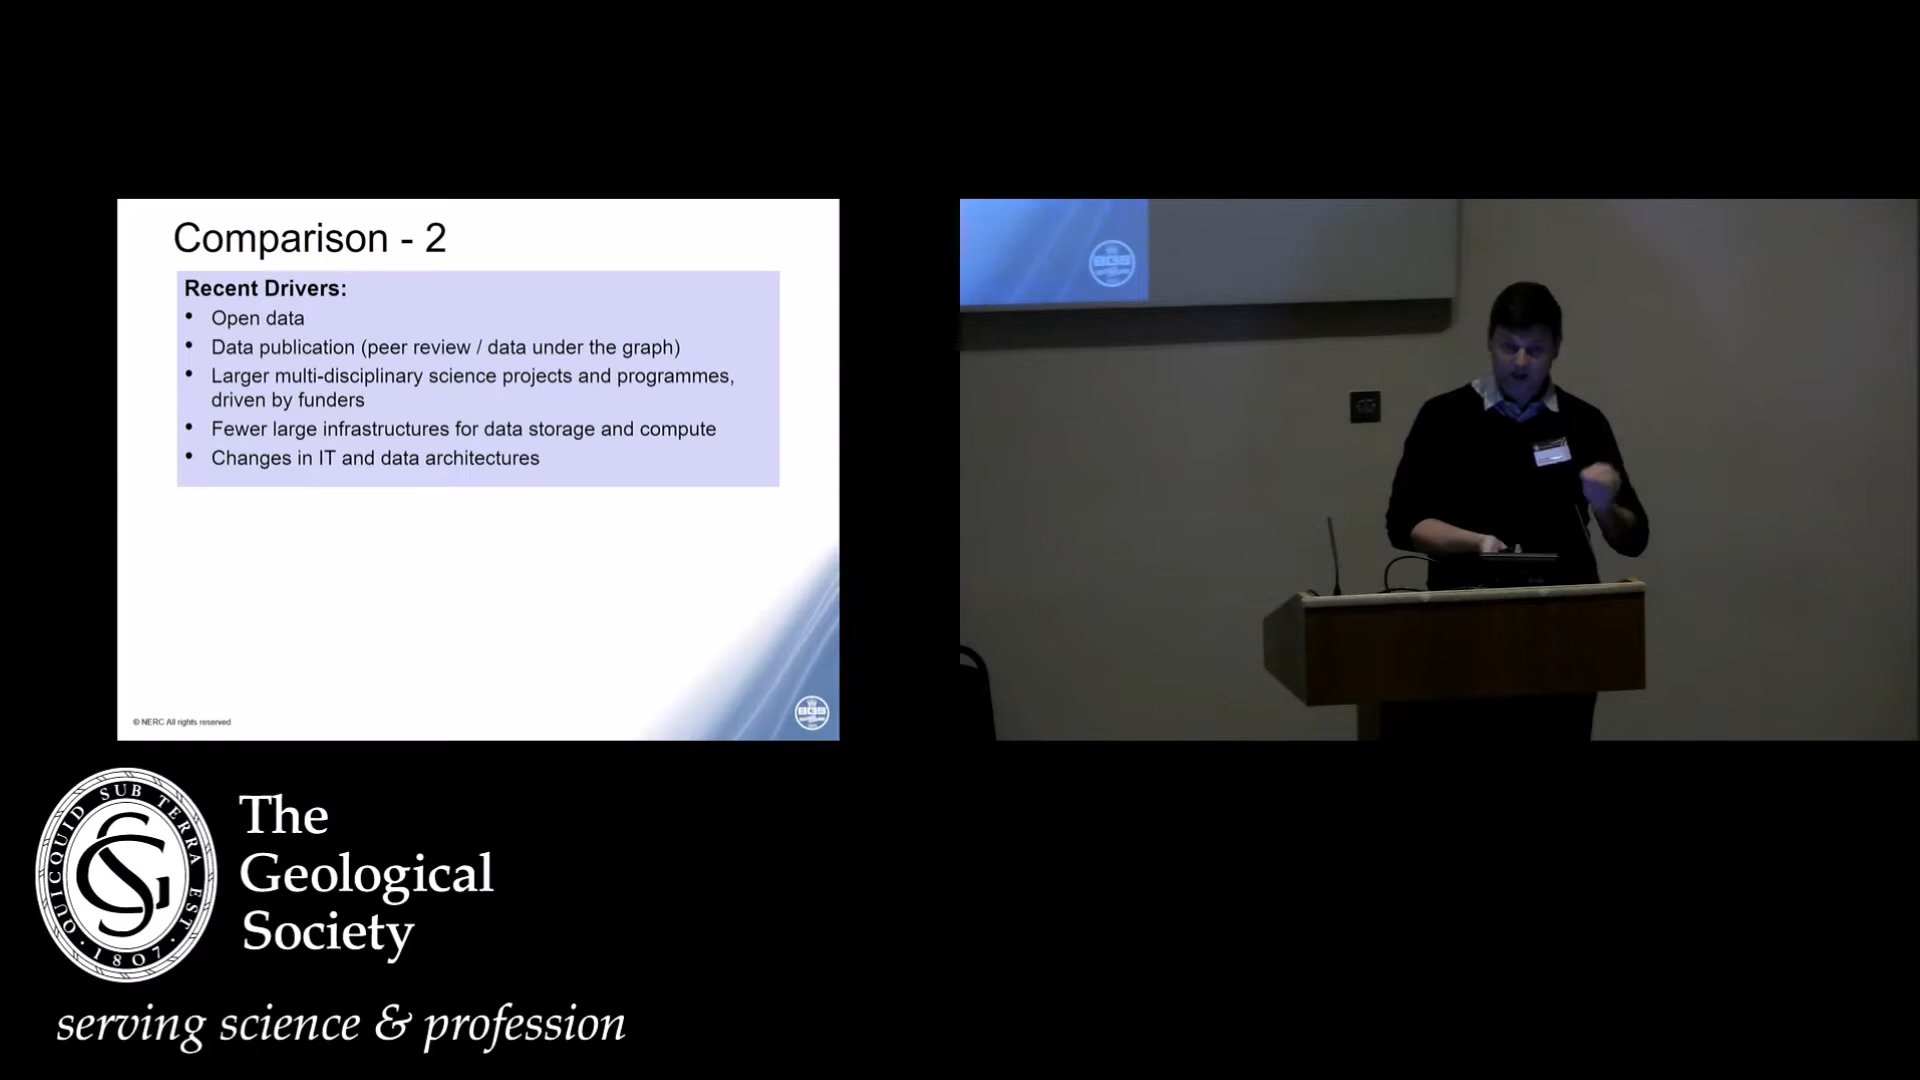 Comparison - 2
Recent Drivers:
• Open data
• Data publication (peer review / data under the graph)
• Larger multi-disciplinary science projects and programmes,
driven by funders
• Fewer large infrastructures for data storage and compute
• Changes in IT and data architectures
© NERC All rights reserved
BGS
BGS
QUICQUID SUB TERRA EST
1807
The
Geological
Society
serving science & profession